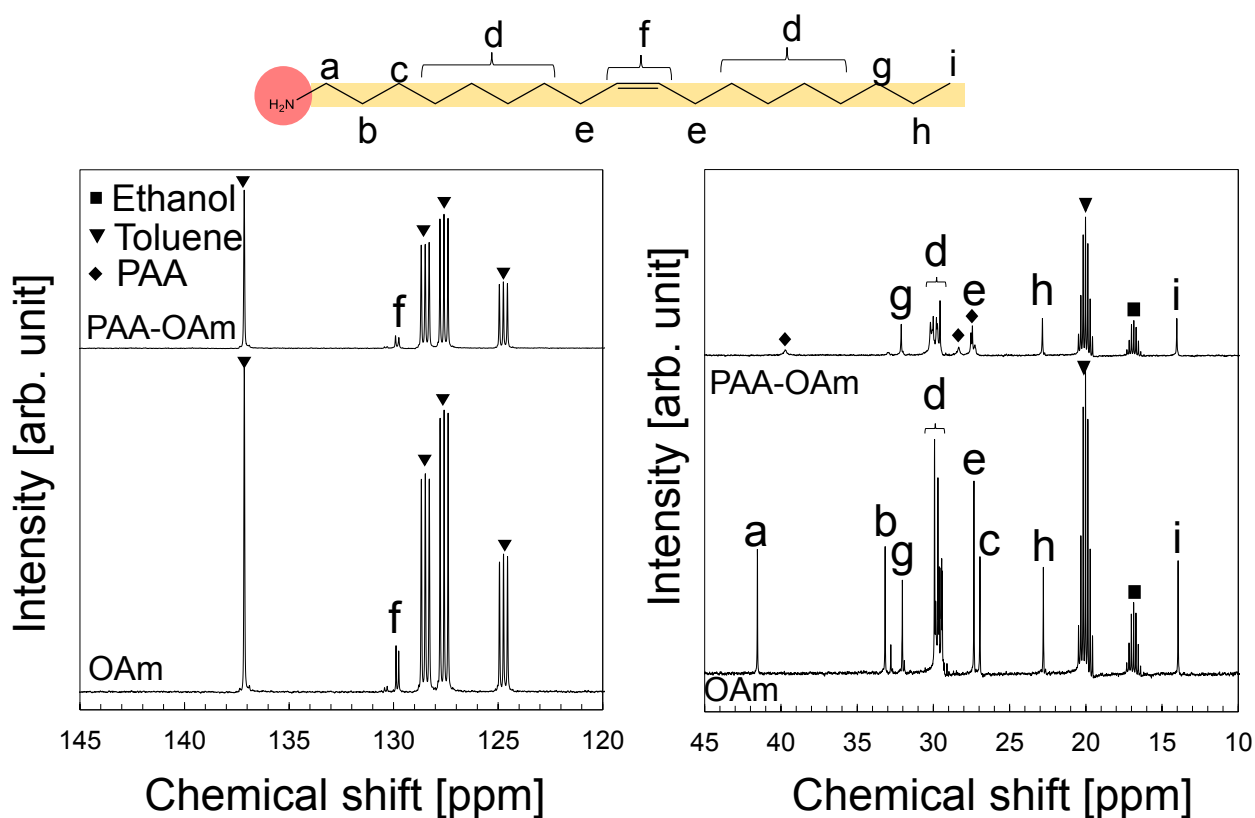 d f d
a c g i
H₂N
b e e h
■ Ethanol
▼ Toluene
◆ PAA
PAA-OAm
f
f
OAm
145 140 135 130 125 120
Chemical shift [ppm]
Intensity [arb. unit]
d
g e h i
PAA-OAm
d
a b g e c h i
OAm
45 40 35 30 25 20 15 10
Chemical shift [ppm]
Intensity [arb. unit]